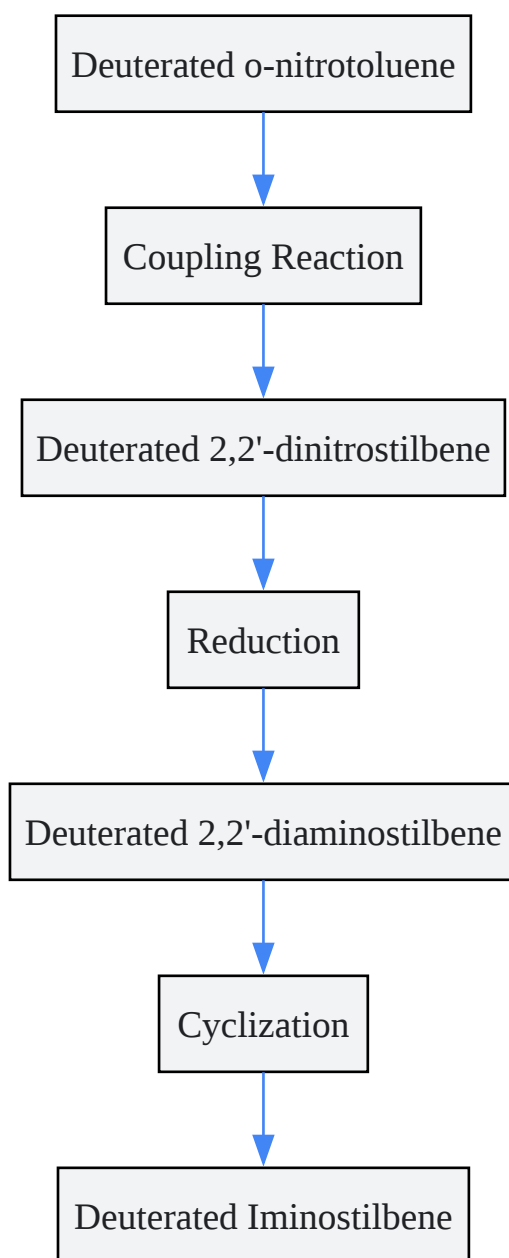 Deuterated o-nitrotoluene
Coupling Reaction
Deuterated 2,2'-dinitrostilbene
Reduction
Deuterated 2,2'-diaminostilbene
Cyclization
Deuterated Iminostilbene